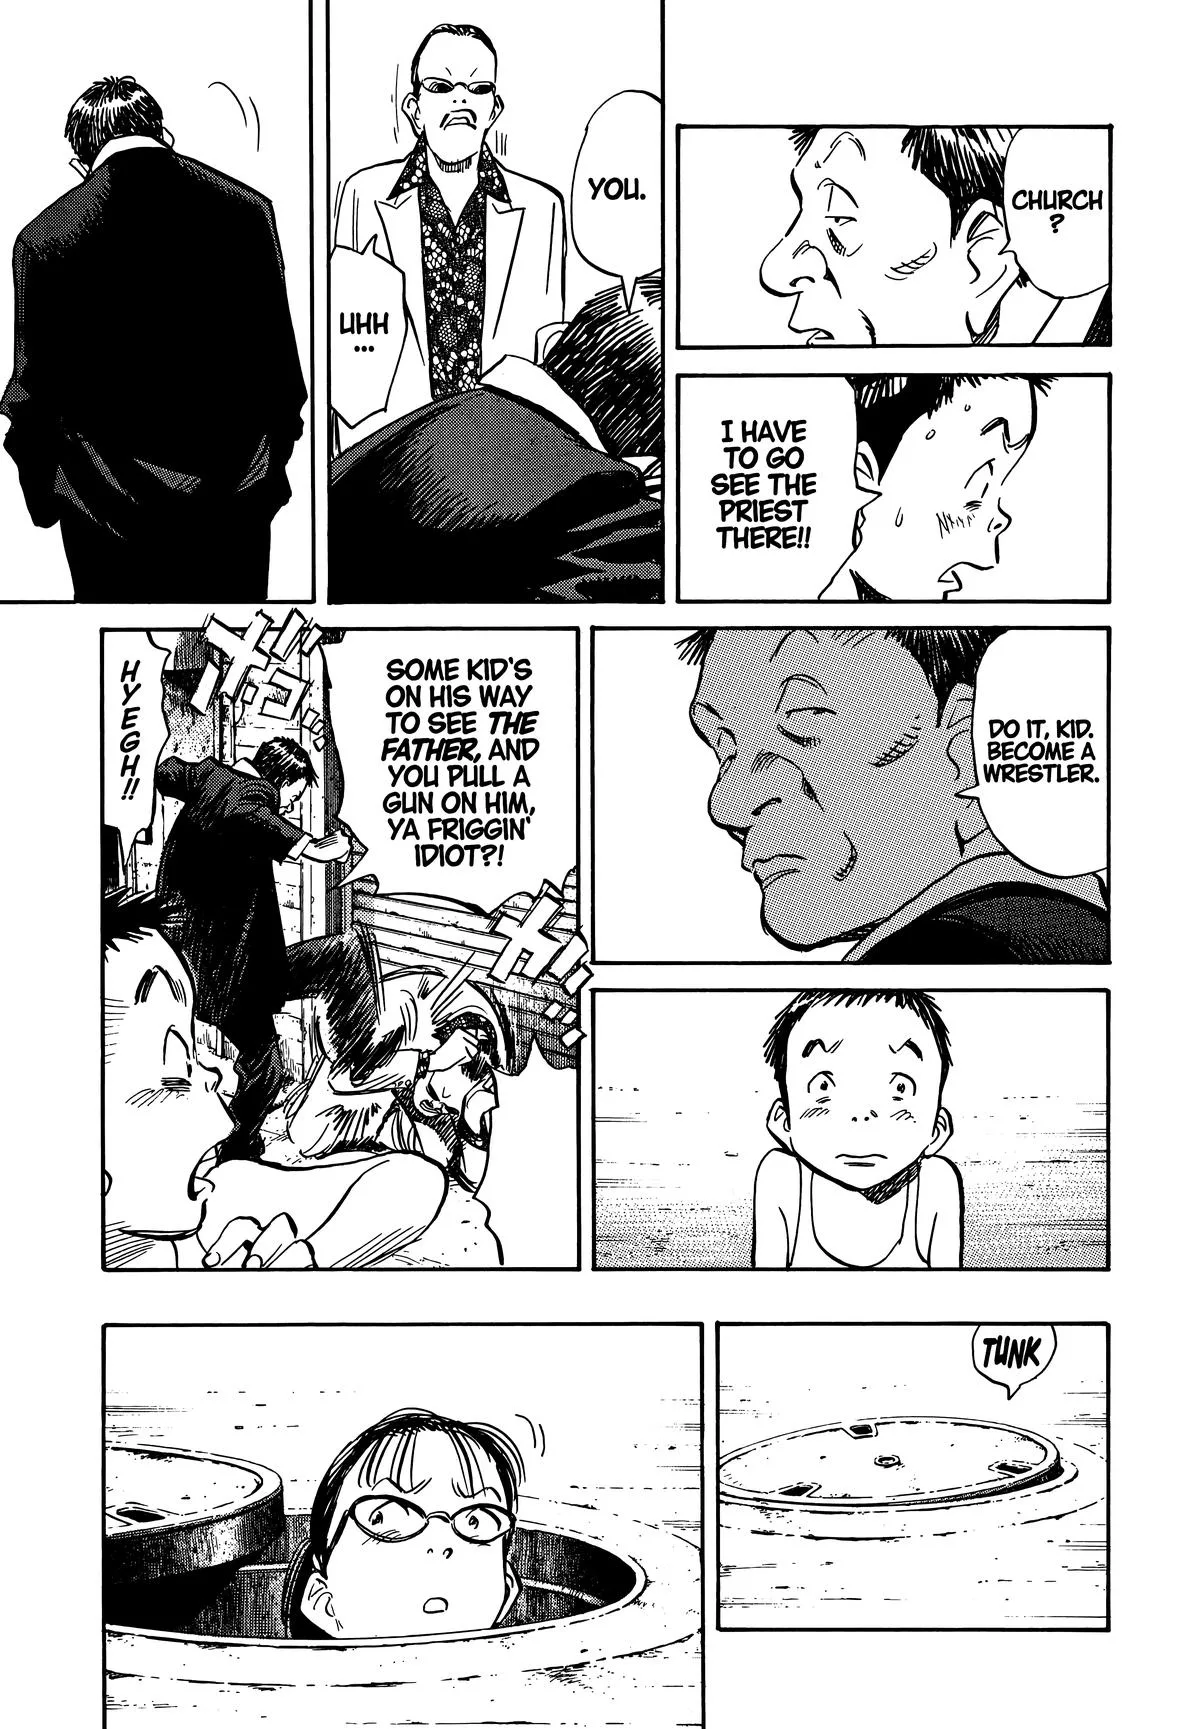 CHURCH
?
I HAVE
TO GO
SEE THE
PRIEST
THERE!!
YOU.
UHH
...
DO IT, KID.
BECOME A
WRESTLER.
SOME KID'S
ON HIS WAY
TO SEE THE
FATHER, AND
YOU PULL A
GUN ON HIM,
YA FRIGGIN'
IDIOT?!
HYEGH!!
TUNK